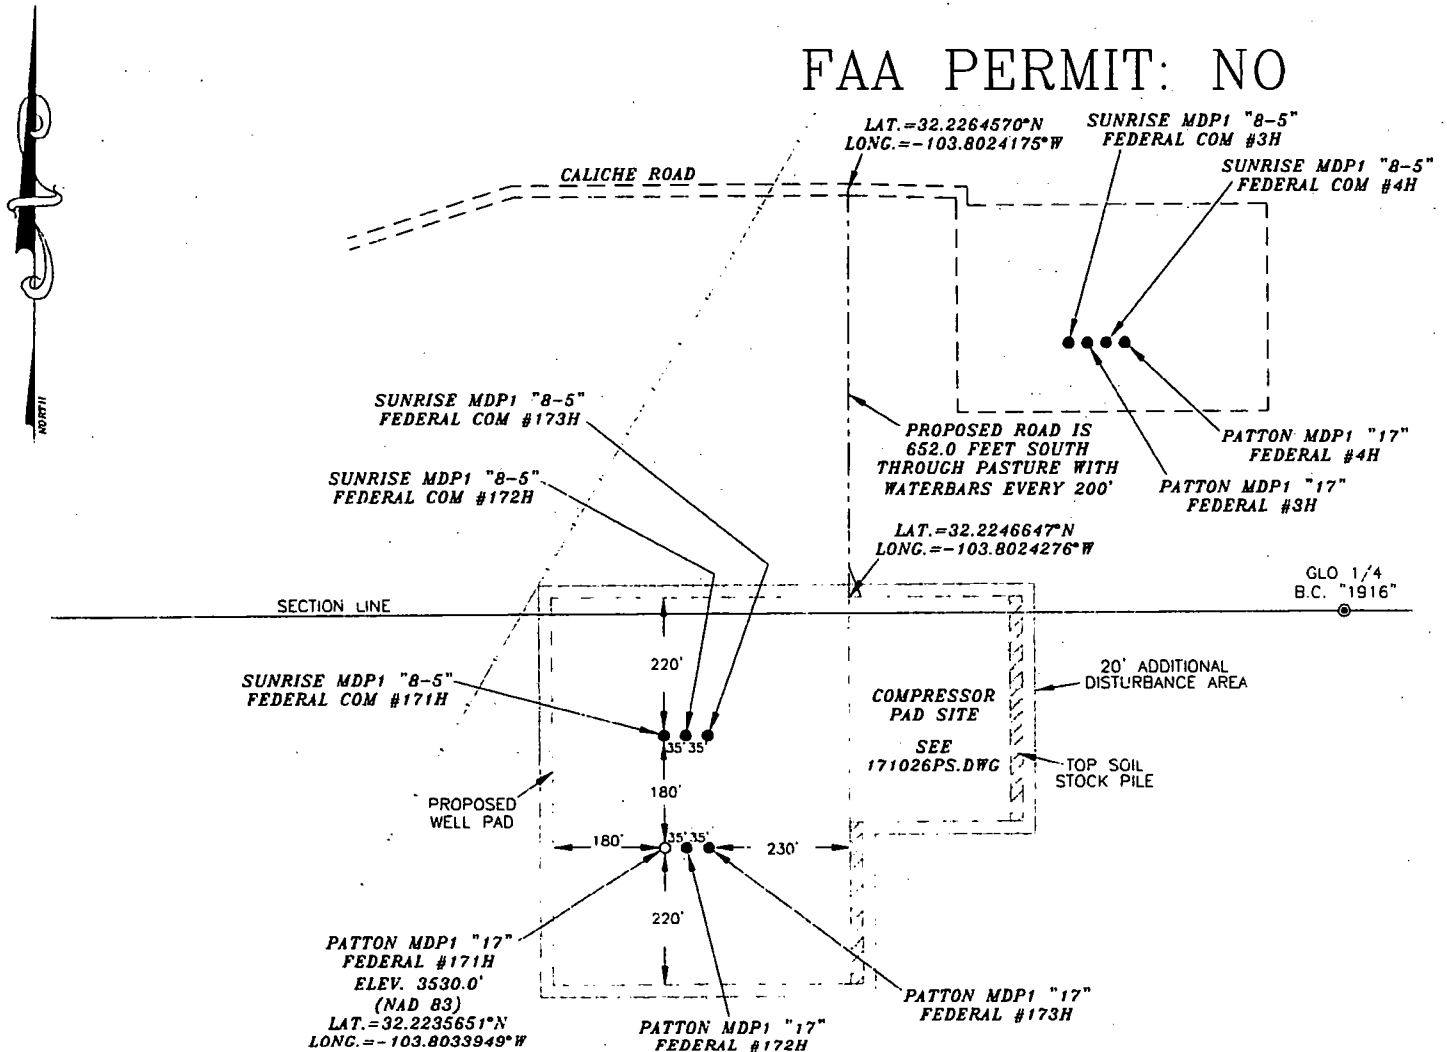 FAA PERMIT: NO
LAT.=32.2264570°N
LONG.=-103.8024175°W
SUNRISE MDP1 "8-5"
FEDERAL COM #3H
SUNRISE MDP1 "8-5"
FEDERAL COM #4H
CALICHE ROAD
NORTH
SUNRISE MDP1 "8-5"
FEDERAL COM #173H
PROPOSED ROAD IS
652.0 FEET SOUTH
THROUGH PASTURE WITH
WATERBARS EVERY 200'
PATTON MDP1 "17"
FEDERAL #4H
SUNRISE MDP1 "8-5"
FEDERAL COM #172H
PATTON MDP1 "17"
FEDERAL #3H
LAT.=32.2246647°N
LONG.=-103.8024276°W
GLO 1/4
B.C. "1916"
SECTION LINE
220'
SUNRISE MDP1 "8-5"
FEDERAL COM #171H
20' ADDITIONAL
DISTURBANCE AREA
COMPRESSOR
PAD SITE
SEE
171026PS.DWG
35' 35'
TOP SOIL
STOCK PILE
180'
PROPOSED
WELL PAD
180'
35' 35'
230'
220'
PATTON MDP1 "17"
FEDERAL #171H
ELEV. 3530.0'
(NAD 83)
LAT.=32.2235651°N
LONG.=-103.8033949°W
PATTON MDP1 "17"
FEDERAL #173H
PATTON MDP1 "17"
FEDERAL #172H